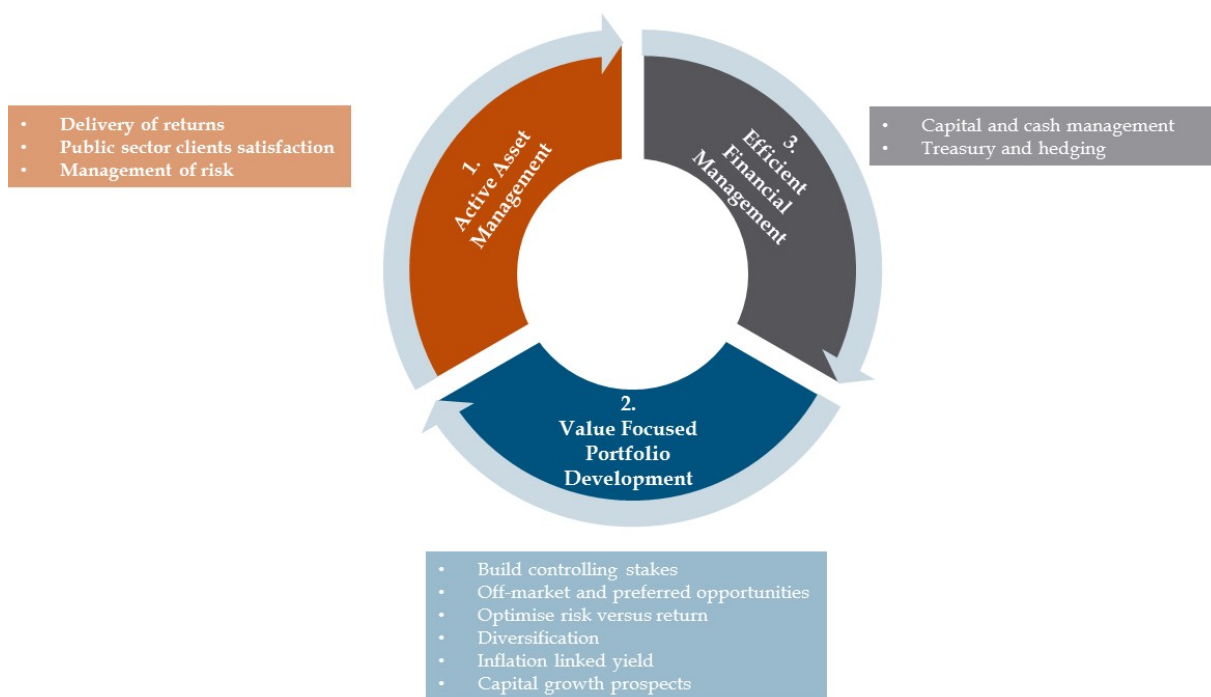 • Delivery of returns
• Public sector clients satisfaction
• Management of risk
1.
Active Asset
Management
3.
Efficient
Financial
Management
• Capital and cash management
• Treasury and hedging
2.
Value Focused
Portfolio
Development
• Build controlling stakes
• Off-market and preferred opportunities
• Optimise risk versus return
• Diversification
• Inflation linked yield
• Capital growth prospects